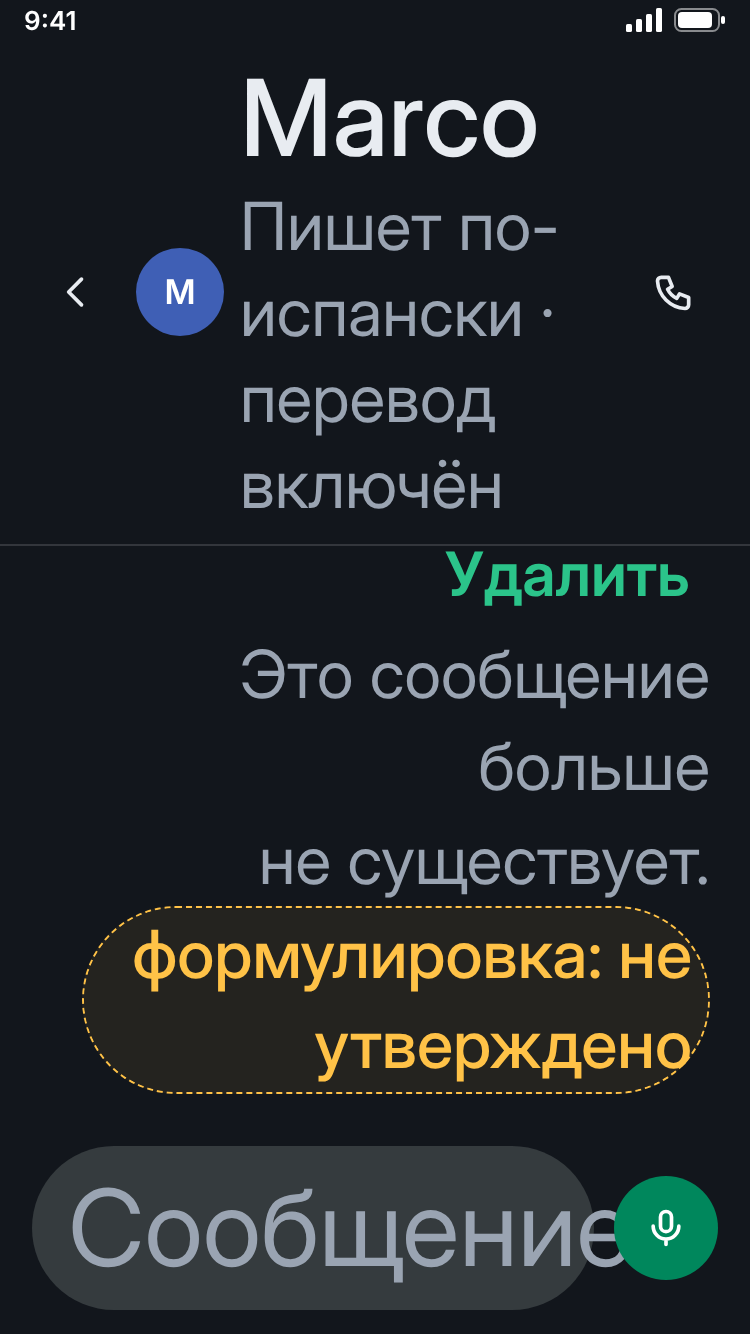 9:41
Marco
Пишет по-
испански ·
перевод
включён
M
Удалить
Это сообщение
больше
не существует.
формулировка: не
утверждено
Сообщение